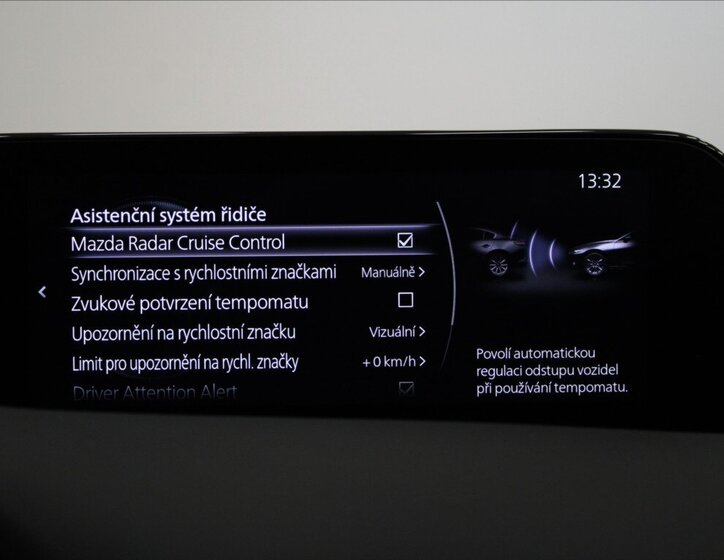 13:32
Asistenční systém řidiče
Mazda Radar Cruise Control
Synchronizace s rychlostními značkami Manuálně
Zvukové potvrzení tempomatu
Upozornění na rychlostní značku Vizuální
Limit pro upozornění na rychl. značky +0 km/h
Driver Attention Alert
Povolí automatickou
regulaci odstupu vozidel
při používání tempomatu.